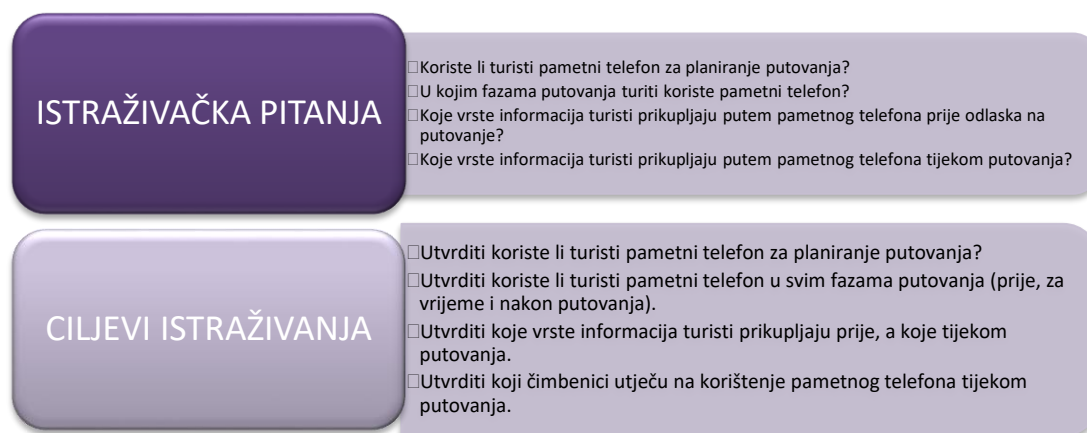 ISTRAŽIVAČKA PITANJA
Koriste li turisti pametni telefon za planiranje putovanja?
U kojim fazama putovanja turiti koriste pametni telefon?
Koje vrste informacija turisti prikupljaju putem pametnog telefona prije odlaska na
putovanje?
Koje vrste informacija turisti prikupljaju putem pametnog telefona tijekom putovanja?
CILJEVI ISTRAŽIVANJA
Utvrditi koriste li turisti pametni telefon za planiranje putovanja?
Utvrditi koriste li turisti pametni telefon u svim fazama putovanja (prije, za
vrijeme i nakon putovanja).
Utvrditi koje vrste informacija turisti prikupljaju prije, a koje tijekom
putovanja.
Utvrditi koji čimbenici utječu na korištenje pametnog telefona tijekom
putovanja.